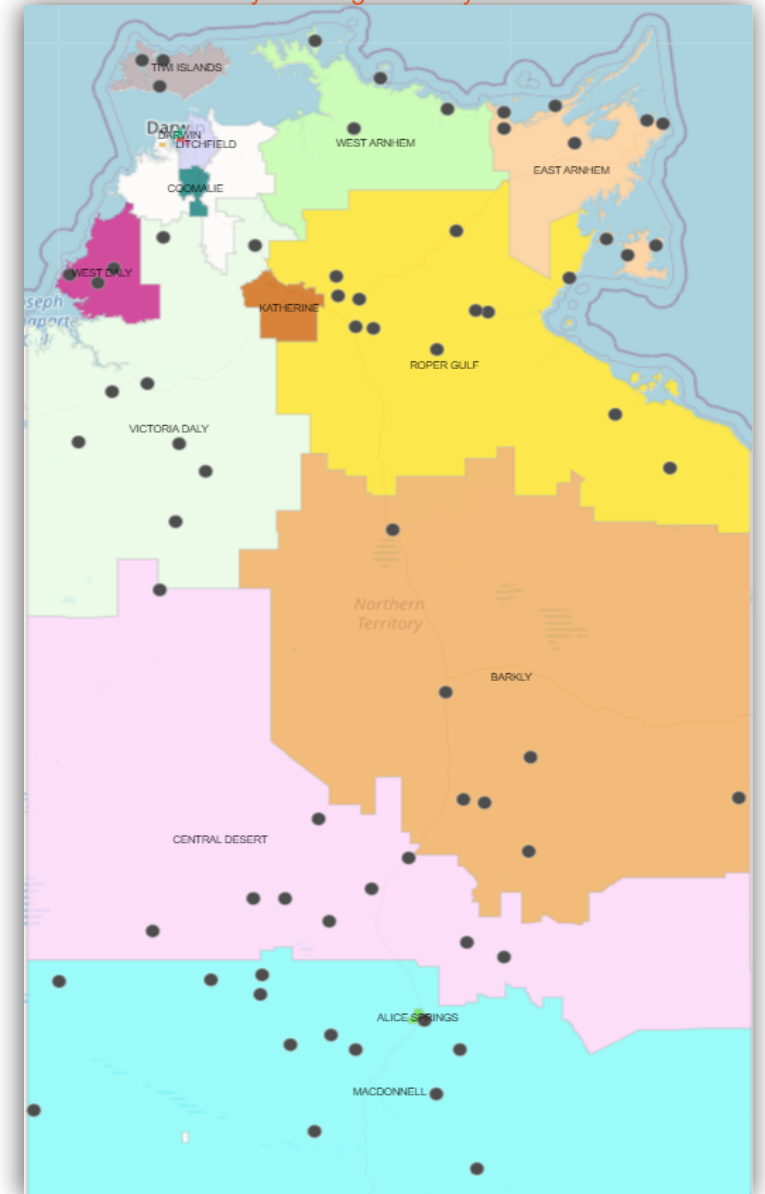 TIWI ISLANDS
Darwin
DARWIN
LITCHFIELD
WEST ARNHEM
EAST ARNHEM
COOMALIE
WEST DALY
KATHERINE
ROPER GULF
VICTORIA DALY
Northern
Territory
BARKLY
CENTRAL DESERT
ALICE SPRINGS
MACDONNELL